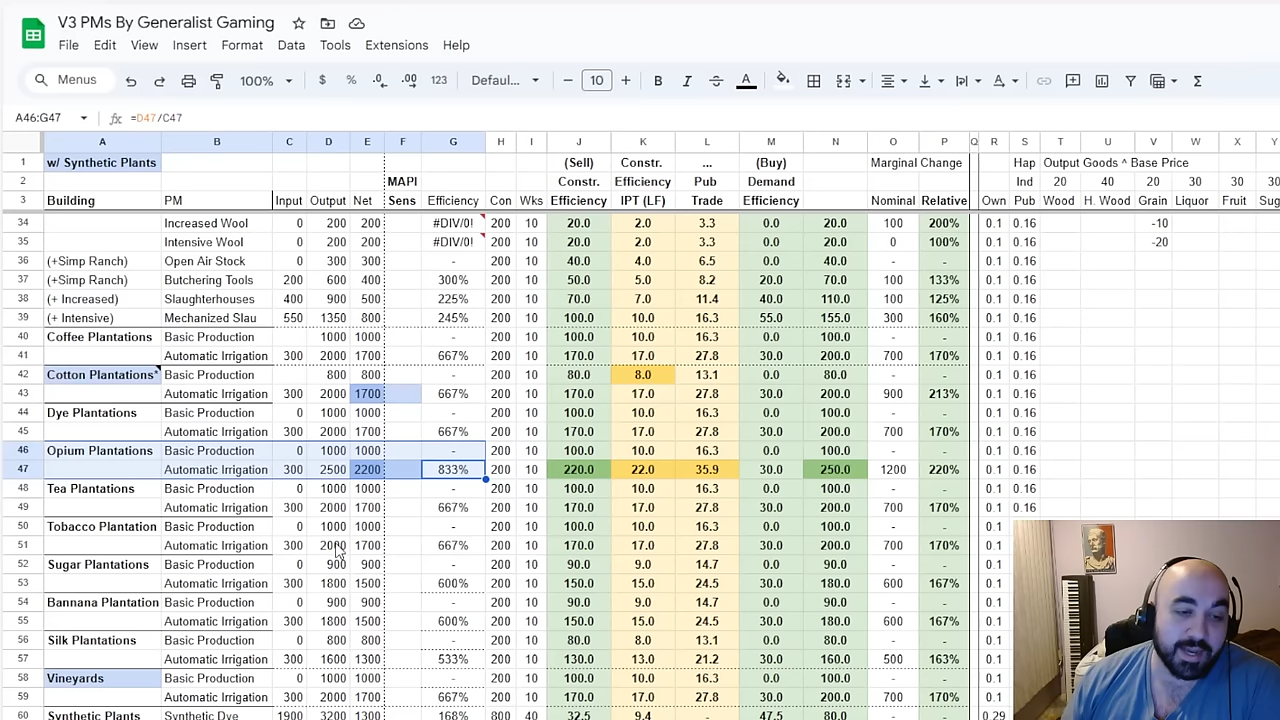 V3 PMs By Generalist Gaming
File Edit View Insert Format Data Tools Extensions Help
Menus 100% $ % .0 .00 123 Defaul... − 10 + B I S A Σ
A46:G47 fx =D47/C47
A B C D E F G H I J K L M N O P Q R S T U V W X Y
1 w/ Synthetic Plants (Sell) Constr. ... (Buy) Marginal Change Hap Output Goods ^ Base Price
2 MAPI Constr. Efficiency Pub Demand Ind 20 40 20 30 30 30
3 Building PM Input Output Net Sens Efficiency Con Wks Efficiency IPT (LF) Trade Efficiency Nominal Relative Own Pub Wood H. Wood Grain Liquor Fruit Sug
34 Increased Wool 0 200 200 #DIV/0! 200 10 20.0 2.0 3.3 0.0 20.0 100 200% 0.1 0.16 -10
35 Intensive Wool 0 200 200 #DIV/0! 200 10 20.0 2.0 3.3 0.0 20.0 0 100% 0.1 0.16 -20
36 (+Simp Ranch) Open Air Stock 0 300 300 - 200 10 40.0 4.0 6.5 0.0 40.0 - - 0.1 0.16
37 (+Simp Ranch) Butchering Tools 200 600 400 300% 200 10 50.0 5.0 8.2 20.0 70.0 100 133% 0.1 0.16
38 (+ Increased) Slaughterhouses 400 900 500 225% 200 10 70.0 7.0 11.4 40.0 110.0 100 125% 0.1 0.16
39 (+ Intensive) Mechanized Slau 550 1350 800 245% 200 10 100.0 10.0 16.3 55.0 155.0 300 160% 0.1 0.16
40 Coffee Plantations Basic Production 1000 1000 - 200 10 100.0 10.0 16.3 0.0 100.0 - - 0.1 0.16
41 Automatic Irrigation 300 2000 1700 667% 200 10 170.0 17.0 27.8 30.0 200.0 700 170% 0.1 0.16
42 Cotton Plantations* Basic Production 800 800 - 200 10 80.0 8.0 13.1 0.0 80.0 - - 0.1 0.16
43 Automatic Irrigation 300 2000 1700 667% 200 10 170.0 17.0 27.8 30.0 200.0 900 213% 0.1 0.16
44 Dye Plantations Basic Production 1000 1000 - 200 10 100.0 10.0 16.3 0.0 100.0 - - 0.1 0.16
45 Automatic Irrigation 300 2000 1700 667% 200 10 170.0 17.0 27.8 30.0 200.0 700 170% 0.1 0.16
46 Opium Plantations Basic Production 1000 1000 - 200 10 100.0 10.0 16.3 0.0 100.0 - - 0.1 0.16
47 Automatic Irrigation 300 2500 2200 833% 200 10 220.0 22.0 35.9 30.0 250.0 1200 220% 0.1 0.16
48 Tea Plantations Basic Production 1000 1000 - 200 10 100.0 10.0 16.3 0.0 100.0 - - 0.1 0.16
49 Automatic Irrigation 300 2000 1700 667% 200 10 170.0 17.0 27.8 30.0 200.0 700 170% 0.1 0.16
50 Tobacco Plantation Basic Production 1000 1000 - 200 10 100.0 10.0 16.3 0.0 100.0 - - 0.1
51 Automatic Irrigation 300 2000 1700 667% 200 10 170.0 17.0 27.8 30.0 200.0 700 170% 0.1
52 Sugar Plantations Basic Production 900 900 - 200 10 90.0 9.0 14.7 0.0 90.0 - - 0.1
53 Automatic Irrigation 300 1800 1500 600% 200 10 150.0 15.0 24.5 30.0 180.0 600 167% 0.1
54 Bannana Plantation Basic Production 900 900 - 200 10 90.0 9.0 14.7 0.0 90.0 - - 0.1
55 Automatic Irrigation 300 1800 1500 600% 200 10 150.0 15.0 24.5 30.0 180.0 600 167% 0.1
56 Silk Plantations Basic Production 800 880 - 200 10 80.0 8.0 13.1 0.0 80.0 - - 0.1
57 Automatic Irrigation 300 1600 1300 533% 200 10 130.0 13.0 21.2 30.0 160.0 500 163% 0.1
58 Vineyards Basic Production 1000 1000 - 200 10 100.0 10.0 16.3 0.0 100.0 - - 0.1
59 Automatic Irrigation 300 2000 1700 667% 200 10 170.0 17.0 27.8 30.0 200.0 700 170% 0.1
60 Synthetic Plants Synthetic Dye 1900 3200 1300 168% 800 40 32.5 9.4 - 47.5 80.0 - - 0.29